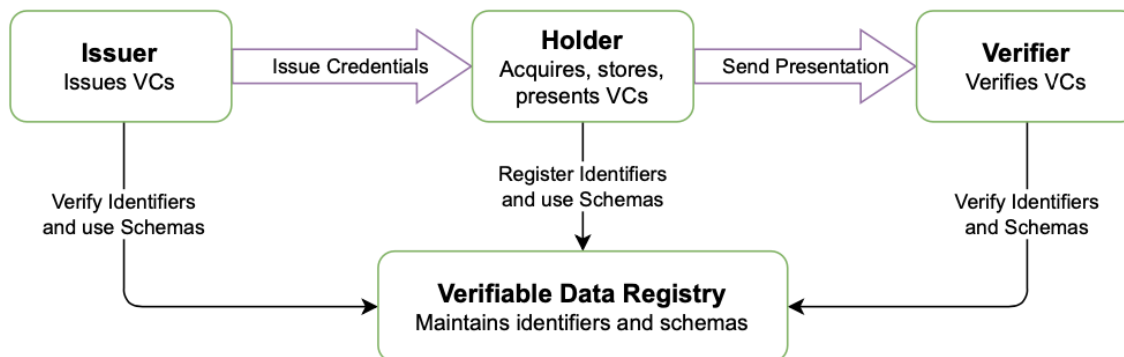 Issuer
Issues VCs
Issue Credentials
Holder
Acquires, stores,
presents VCs
Send Presentation
Verifier
Verifies VCs
Verify Identifiers
and use Schemas
Register Identifiers
and use Schemas
Verify Identifiers
and Schemas
Verifiable Data Registry
Maintains identifiers and schemas